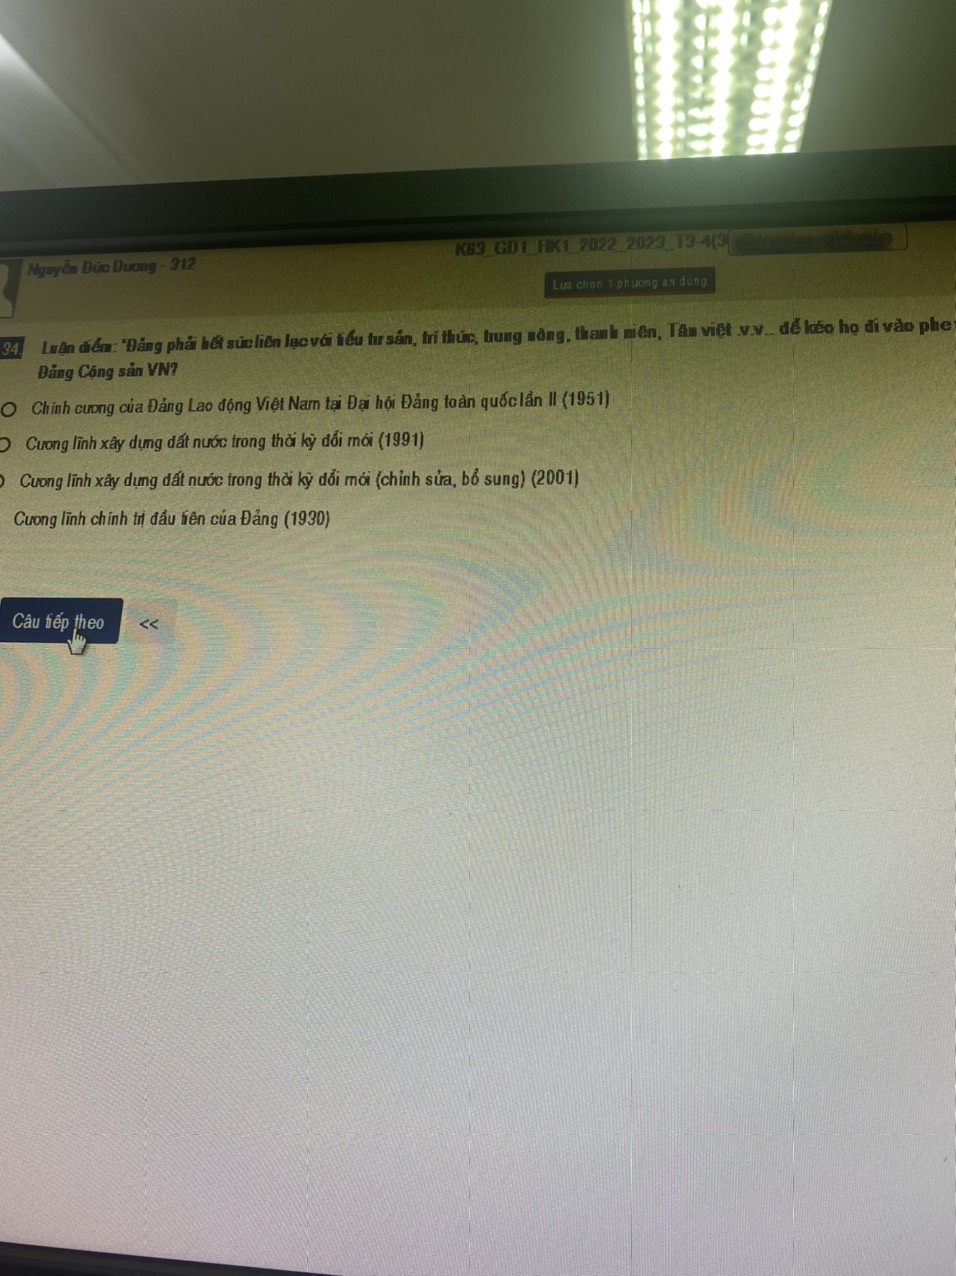 Nguyễn Đức Dương - 312
K63_GD1_HK1_2022_2023_T3-4(3
Lựa chọn 1 phương án đúng
34 Luận điểm: "Đảng phải hết sức liên lạc với tiểu tư sản, trí thức, trung nông, thanh niên, Tân việt .v.v... để kéo họ đi vào phe
Đảng Cộng sản VN?
Chính cương của Đảng Lao động Việt Nam tại Đại hội Đảng toàn quốc lần II (1951)
Cương lĩnh xây dựng đất nước trong thời kỳ đổi mới (1991)
Cương lĩnh xây dựng đất nước trong thời kỳ đổi mới (chỉnh sửa, bổ sung) (2001)
Cương lĩnh chính trị đầu tiên của Đảng (1930)
Câu tiếp theo <<